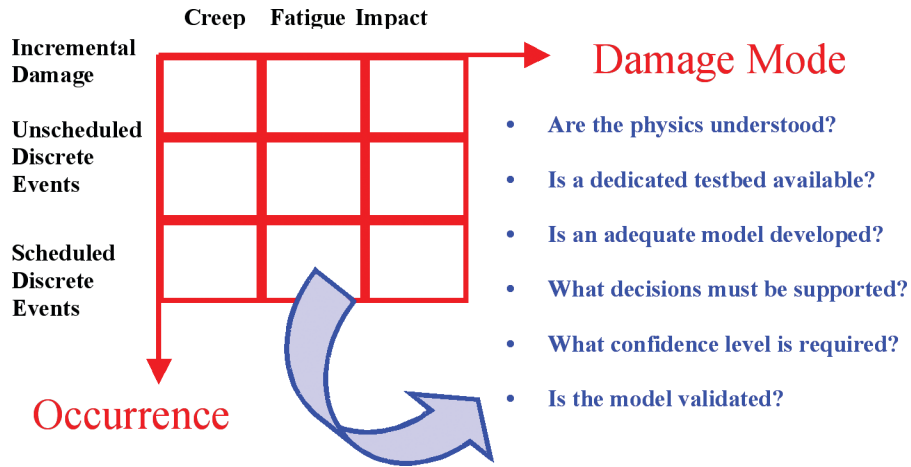 Creep Fatigue Impact
Incremental
Damage
Damage Mode
Unscheduled
Discrete
Events
Scheduled
Discrete
Events
Occurrence
• Are the physics understood?
• Is a dedicated testbed available?
• Is an adequate model developed?
• What decisions must be supported?
• What confidence level is required?
• Is the model validated?